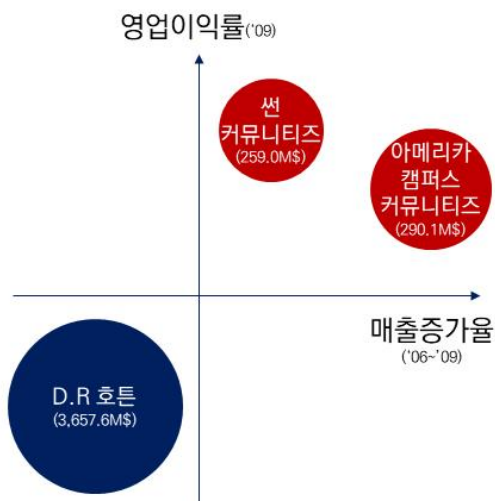 영업이익률('09)
썬
커뮤니티즈
(259.0M$)
아메리카
캠퍼스
커뮤니티즈
(290.1M$)
매출증가율
('06~'09)
D.R 호튼
(3,657.6M$)